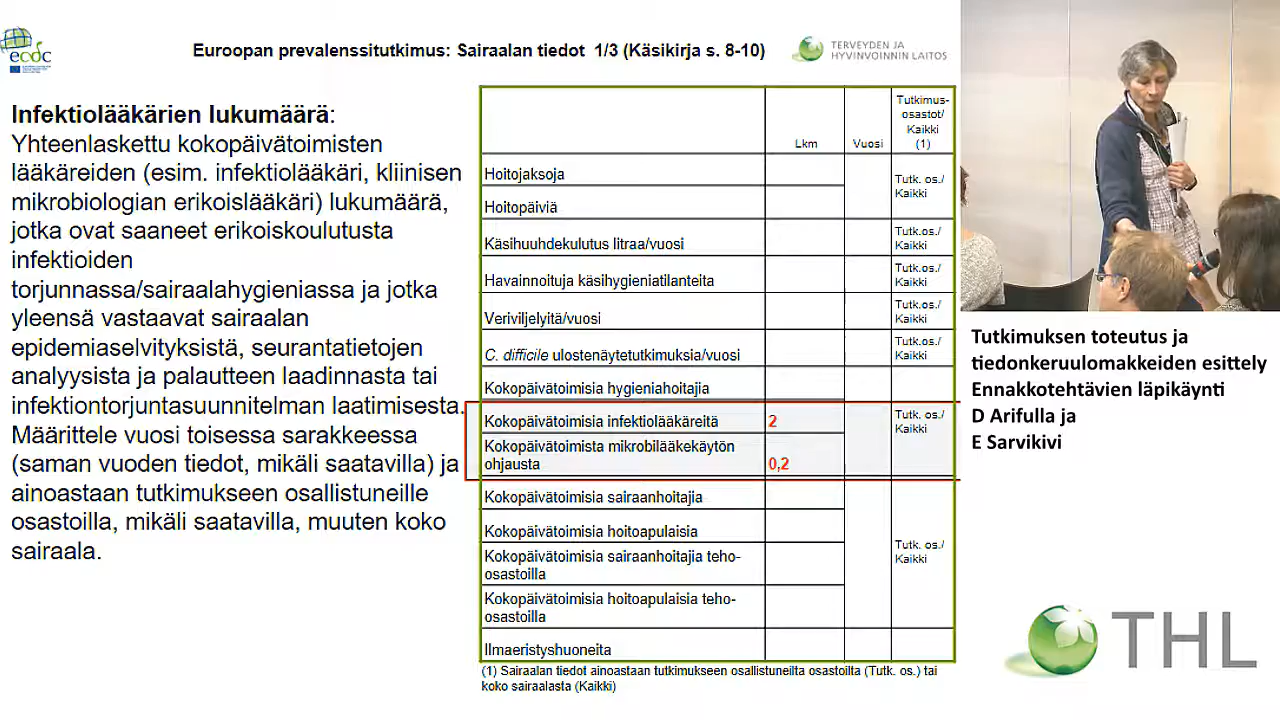 ecdc
Euroopan prevalenssitutkimus: Sairaalan tiedot 1/3 (Käsikirja s. 8-10)
TERVEYDEN JA
HYVINVOINNIN LAITOS
Infektiolääkärien lukumäärä:
Yhteenlaskettu kokopäivätoimisten
lääkäreiden (esim. infektiolääkäri, kliinisen
mikrobiologian erikoislääkäri) lukumäärä,
jotka ovat saaneet erikoiskoulutusta
infektioiden
torjunnassa/sairaalahygieniassa ja jotka
yleensä vastaavat sairaalan
epidemiaselvityksistä, seurantatietojen
analyysista ja palautteen laadinnasta tai
infektiontorjuntasuunnitelman laatimisesta.
Määrittele vuosi toisessa sarakkeessa
(saman vuoden tiedot, mikäli saatavilla) ja
ainoastaan tutkimukseen osallistuneille
osastoilla, mikäli saatavilla, muuten koko
sairaala.
Lkm
Vuosi
Tutkimus-
osastot/
Kaikki
(1)
Hoitojaksoja
Hoitopäiviä
Tutk. os./
Kaikki
Käsihuuhdekulutus litraa/vuosi
Tutk.os./
Kaikki
Havainnoituja käsihygieniatilanteita
Tutk.os./
Kaikki
Veriviljelyitä/vuosi
Tutk.os./
Kaikki
C. difficile ulostenäytetutkimuksia/vuosi
Tutk.os./
Kaikki
Kokopäivätoimisia hygieniahoitajia
Kokopäivätoimisia infektiolääkäreitä 2
Tutk. os./
Kaikki
Kokopäivätoimista mikrobilääkekäytön
ohjausta 0,2
Kokopäivätoimisia sairaanhoitajia
Kokopäivätoimisia hoitoapulaisia
Tutk. os./
Kaikki
Kokopäivätoimisia sairaanhoitajia teho-
osastoilla
Kokopäivätoimisia hoitoapulaisia teho-
osastoilla
Ilmaeristyshuoneita
(1) Sairaalan tiedot ainoastaan tutkimukseen osallistuneilta osastoilta (Tutk. os.) tai
koko sairaalasta (Kaikki)
Tutkimuksen toteutus ja
tiedonkeruulomakkeiden esittely
Ennakkotehtävien läpikäynti
D Arifulla ja
E Sarvikivi
THL